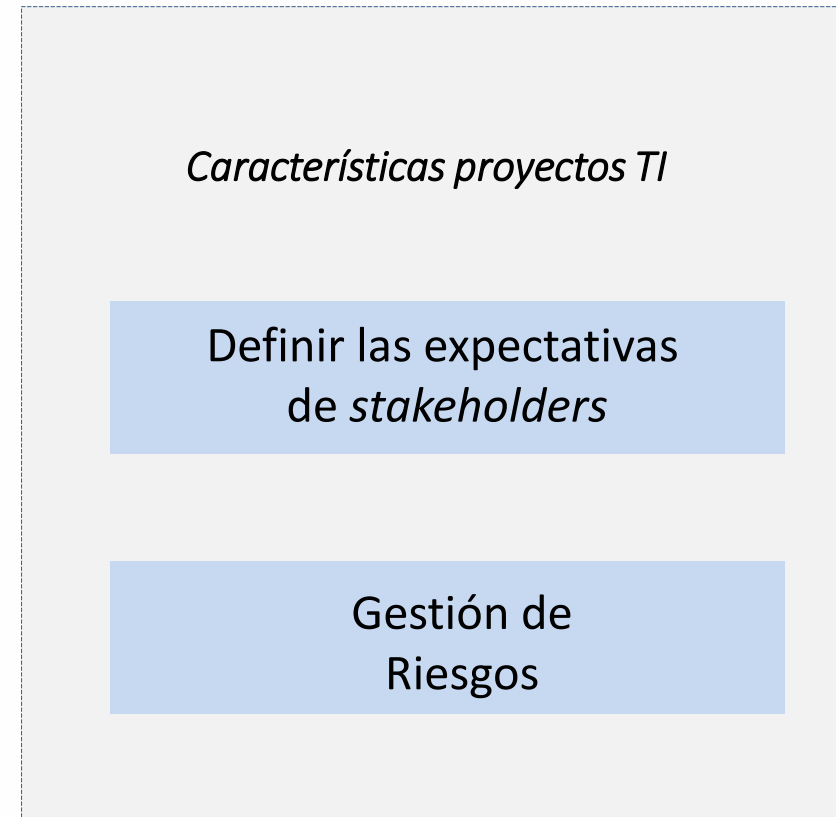 Características proyectos TI
Definir las expectativas
de stakeholders
Gestión de
Riesgos